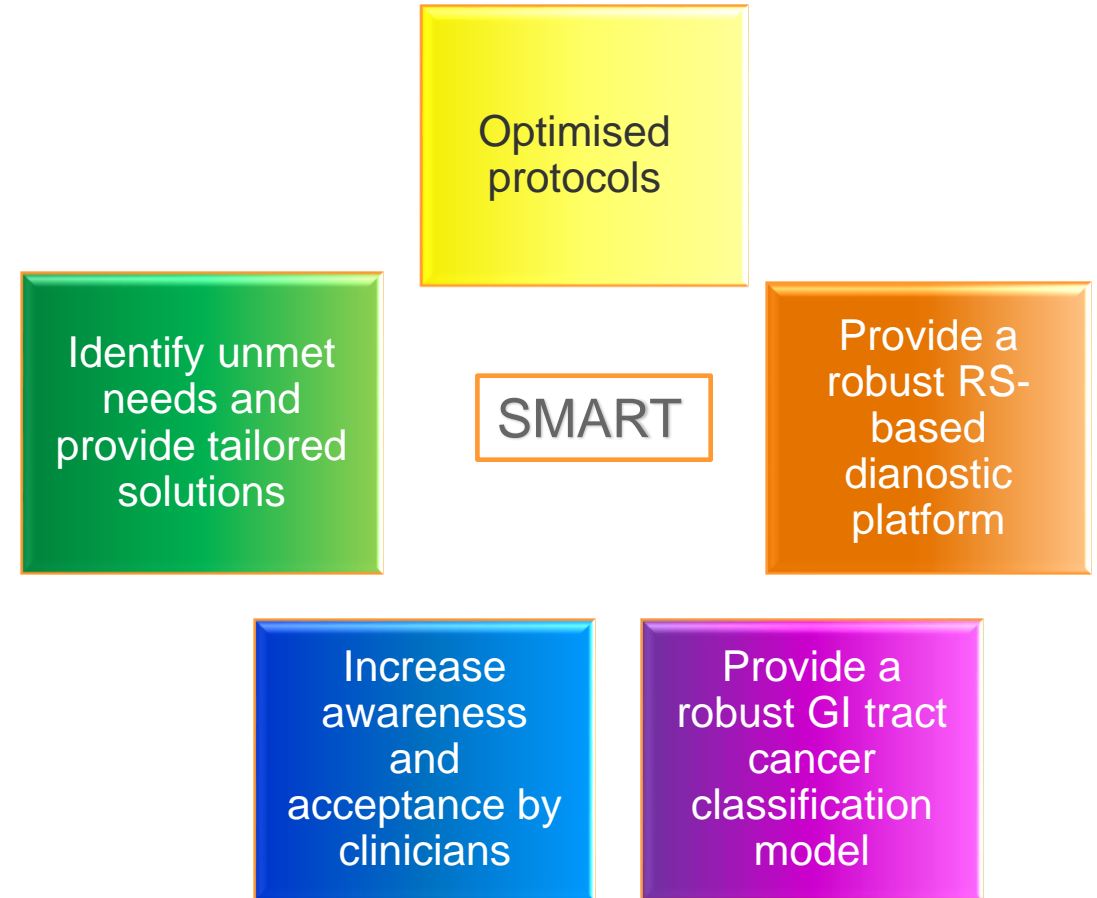 Optimised
protocols
Identify unmet
needs and
provide tailored
solutions
SMART
Provide a
robust RS-
based
dianostic
platform
Increase
awareness
and
acceptance by
clinicians
Provide a
robust GI tract
cancer
classification
model